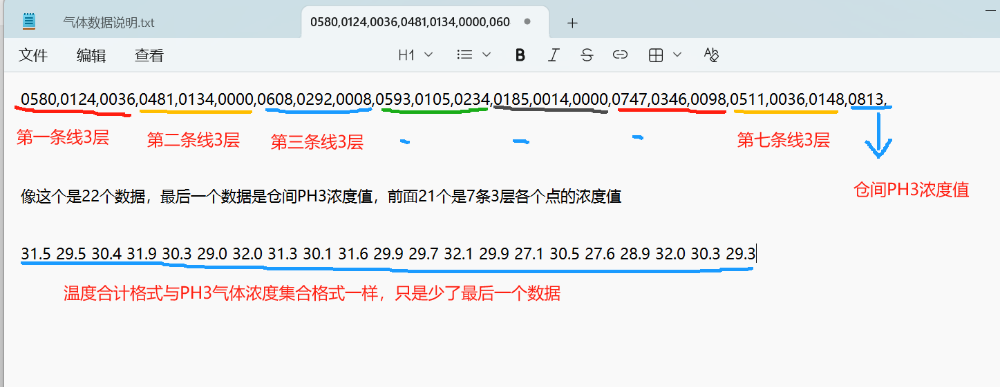 气体数据说明.txt
0580,0124,0036,0481,0134,0000,060
文件 编辑 查看 H1 B I S Ab
0580,0124,0036,0481,0134,0000,0608,0292,0008,0593,0105,0234,0185,0014,0000,0747,0346,0098,0511,0036,0148,0813,
第一条线3层 第二条线3层 第三条线3层 第七条线3层
仓间PH3浓度值
像这个是22个数据，最后一个数据是仓间PH3浓度值，前面21个是7条3层各个点的浓度值
31.5 29.5 30.4 31.9 30.3 29.0 32.0 31.3 30.1 31.6 29.9 29.7 32.1 29.9 27.1 30.5 27.6 28.9 32.0 30.3 29.3
温度合计格式与PH3气体浓度集合格式一样，只是少了最后一个数据